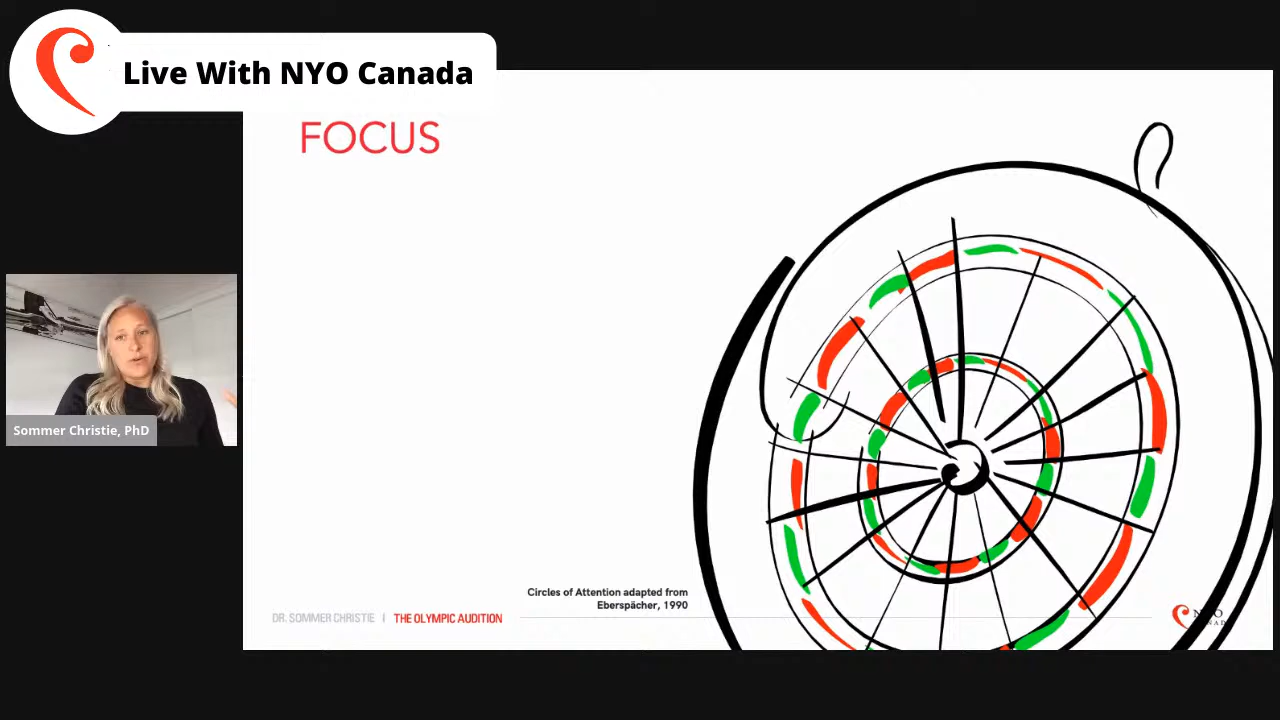 Live With NYO Canada
FOCUS
Sommer Christie, PhD
Circles of Attention adapted from
Eberspächer, 1990
DR. SOMMER CHRISTIE | THE OLYMPIC AUDITION